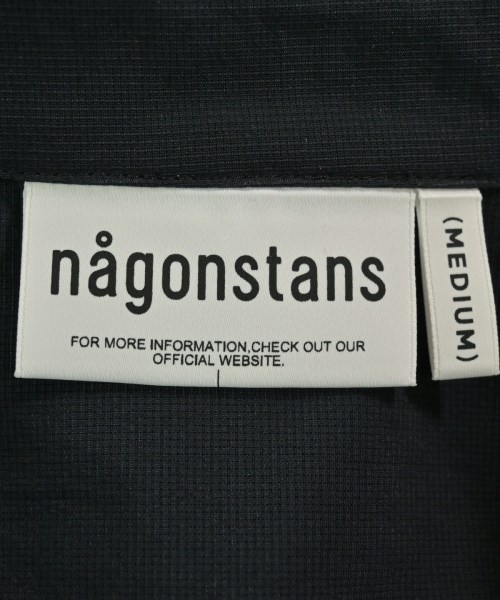 någonstans
FOR MORE INFORMATION,CHECK OUT OUR
OFFICIAL WEBSITE.
(MEDIUM)